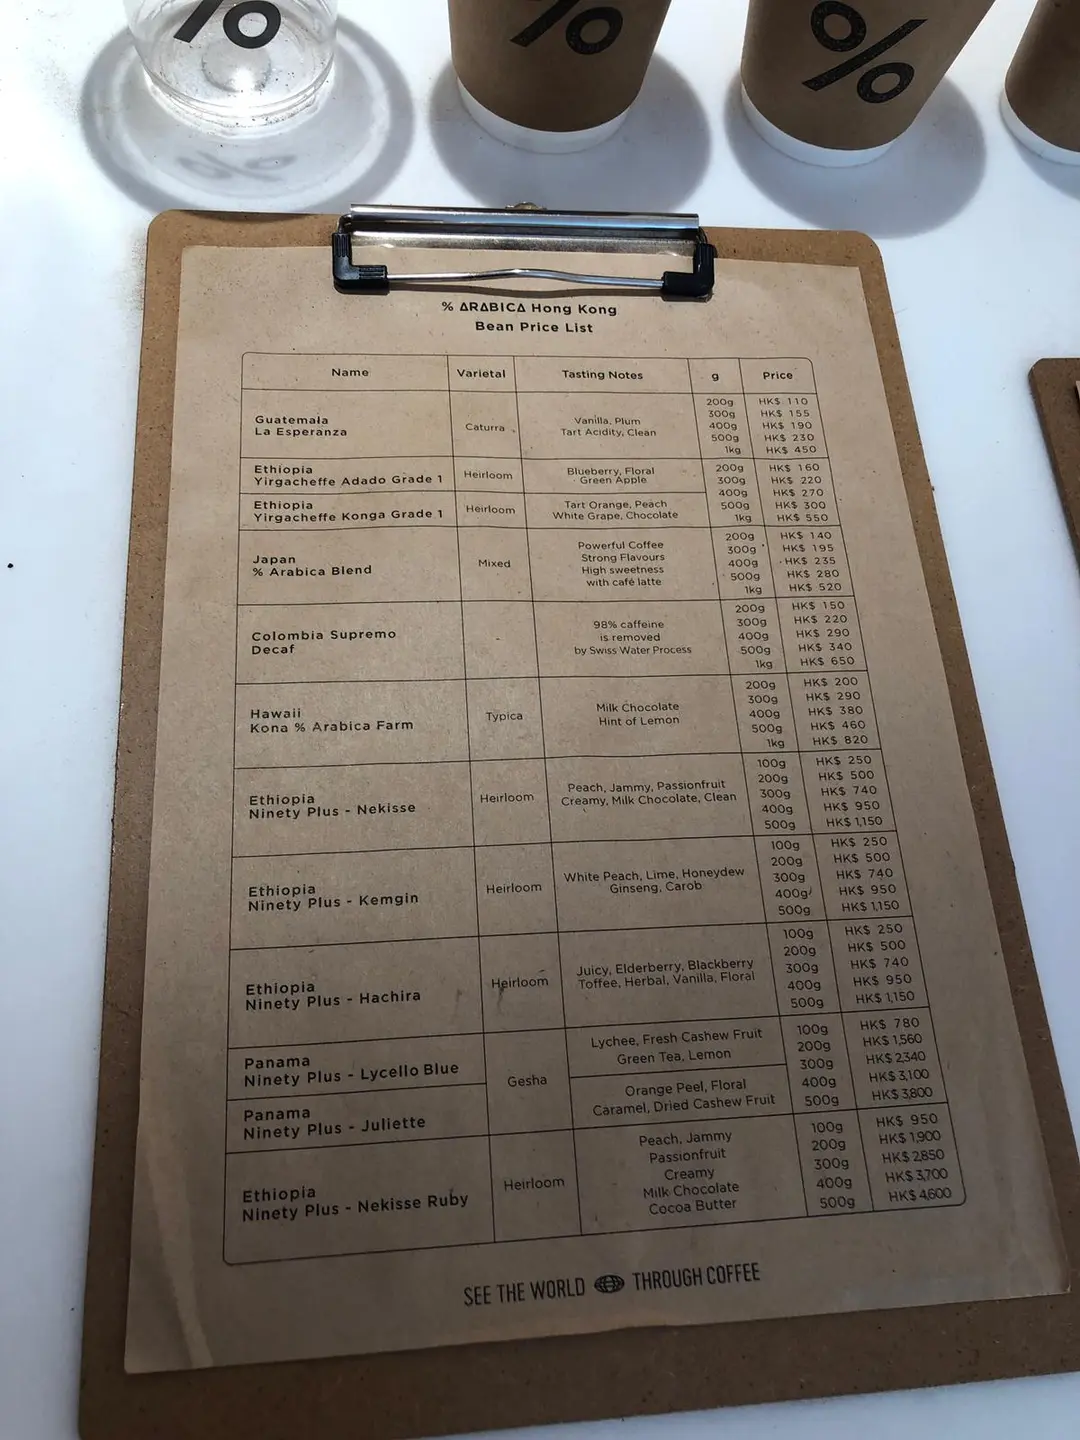 %
%
%
% ARABICA Hong Kong
Bean Price List
Name Varietal Tasting Notes g Price
Guatemala
La Esperanza
Caturra
Vanilla, Plum
Tart Acidity, Clean
200g HK$ 110
300g HK$ 155
400g HK$ 190
500g HK$ 230
1kg HK$ 450
Ethiopia
Yirgacheffe Adado Grade 1
Heirloom
Blueberry, Floral
Green Apple
Ethiopia
Yirgacheffe Konga Grade 1
Heirloom
Tart Orange, Peach
White Grape, Chocolate
200g HK$ 160
300g HK$ 220
400g HK$ 270
500g HK$ 300
1kg HK$ 550
Japan
% Arabica Blend
Mixed
Powerful Coffee
Strong Flavours
High sweetness
with café latte
200g HK$ 140
300g HK$ 195
400g HK$ 235
500g HK$ 280
1kg HK$ 520
Colombia Supremo
Decaf
98% caffeine
is removed
by Swiss Water Process
200g HK$ 150
300g HK$ 220
400g HK$ 290
500g HK$ 340
1kg HK$ 650
Hawaii
Kona % Arabica Farm
Typica
Milk Chocolate
Hint of Lemon
200g HK$ 200
300g HK$ 290
400g HK$ 380
500g HK$ 460
1kg HK$ 820
Ethiopia
Ninety Plus - Nekisse
Heirloom
Peach, Jammy, Passionfruit
Creamy, Milk Chocolate, Clean
100g HK$ 250
200g HK$ 500
300g HK$ 740
400g HK$ 950
500g HK$ 1,150
Ethiopia
Ninety Plus - Kemgin
Heirloom
White Peach, Lime, Honeydew
Ginseng, Carob
100g HK$ 250
200g HK$ 500
300g HK$ 740
400g HK$ 950
500g HK$ 1,150
Ethiopia
Ninety Plus - Hachira
Heirloom
Juicy, Elderberry, Blackberry
Toffee, Herbal, Vanilla, Floral
100g HK$ 250
200g HK$ 500
300g HK$ 740
400g HK$ 950
500g HK$ 1,150
Panama
Ninety Plus - Lycello Blue
Gesha
Lychee, Fresh Cashew Fruit
Green Tea, Lemon
Panama
Ninety Plus - Juliette
Orange Peel, Floral
Caramel, Dried Cashew Fruit
100g HK$ 780
200g HK$ 1,560
300g HK$ 2,340
400g HK$ 3,100
500g HK$ 3,800
Ethiopia
Ninety Plus - Nekisse Ruby
Heirloom
Peach, Jammy
Passionfruit
Creamy
Milk Chocolate
Cocoa Butter
100g HK$ 950
200g HK$ 1,900
300g HK$ 2,850
400g HK$ 3,700
500g HK$ 4,600
SEE THE WORLD THROUGH COFFEE